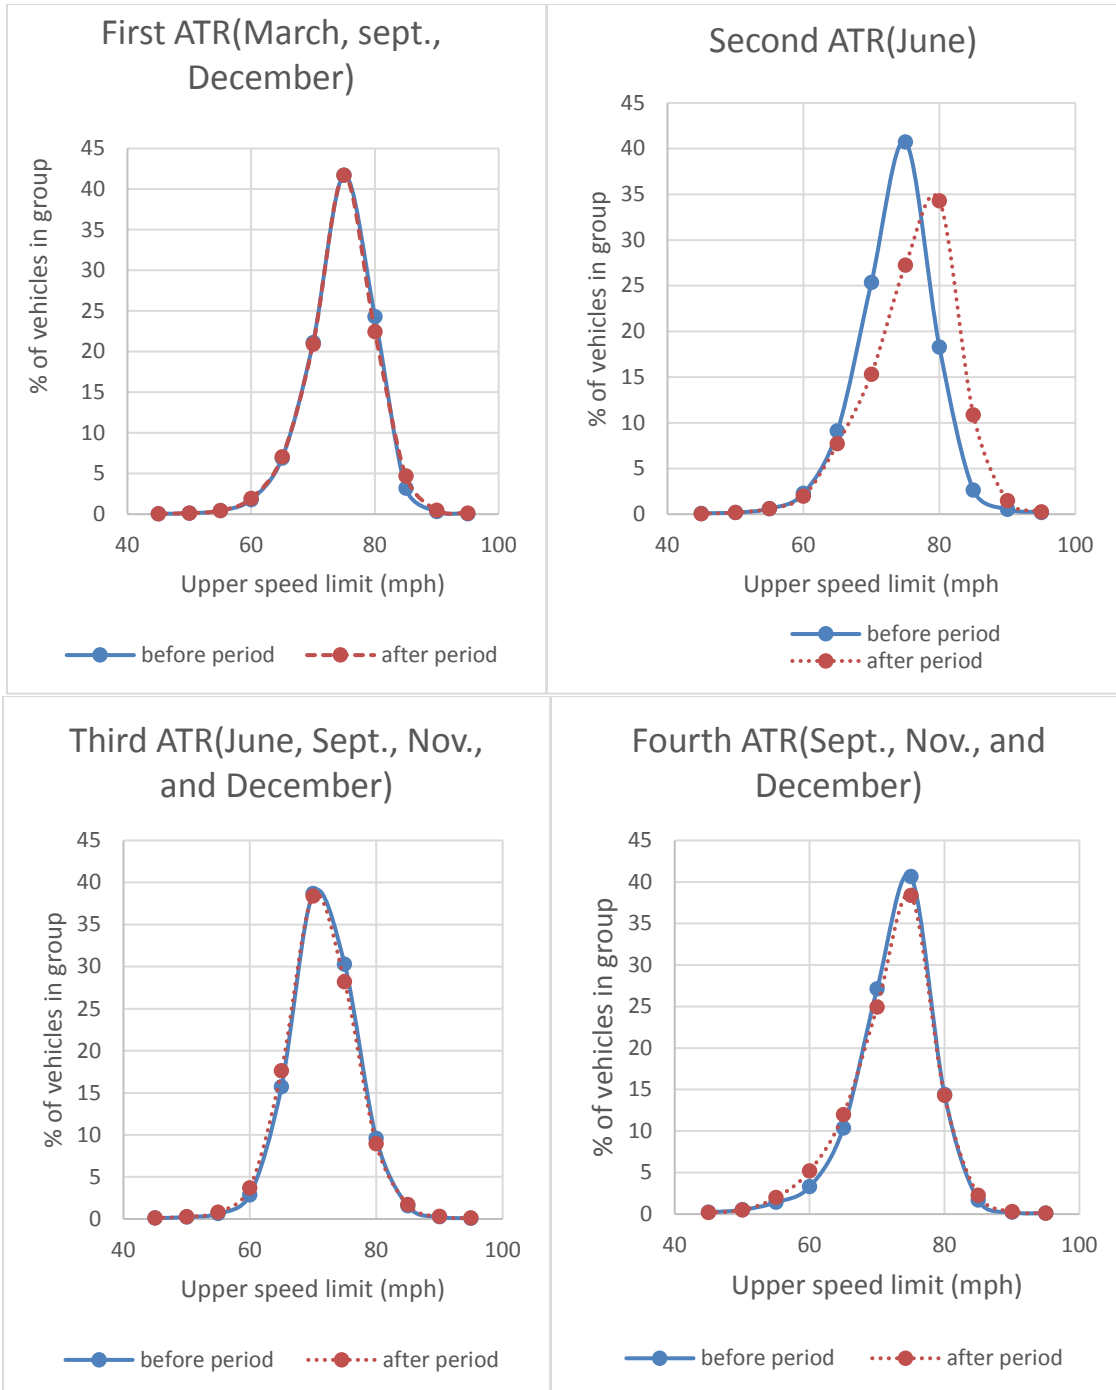 First ATR(March, sept.,
December)
% of vehicles in group
45
40
35
30
25
20
15
10
5
0
40 60 80 100
Upper speed limit (mph)
before period after period
Second ATR(June)
% of vehicles in group
45
40
35
30
25
20
15
10
5
0
40 60 80 100
Upper speed limit (mph
before period
after period
Third ATR(June, Sept., Nov.,
and December)
% of vehicles in group
45
40
35
30
25
20
15
10
5
0
40 60 80 100
Upper speed limit (mph)
before period after period
Fourth ATR(Sept., Nov., and
December)
% of vehicles in group
45
40
35
30
25
20
15
10
5
0
40 60 80 100
Upper speed limit (mph)
before period after period